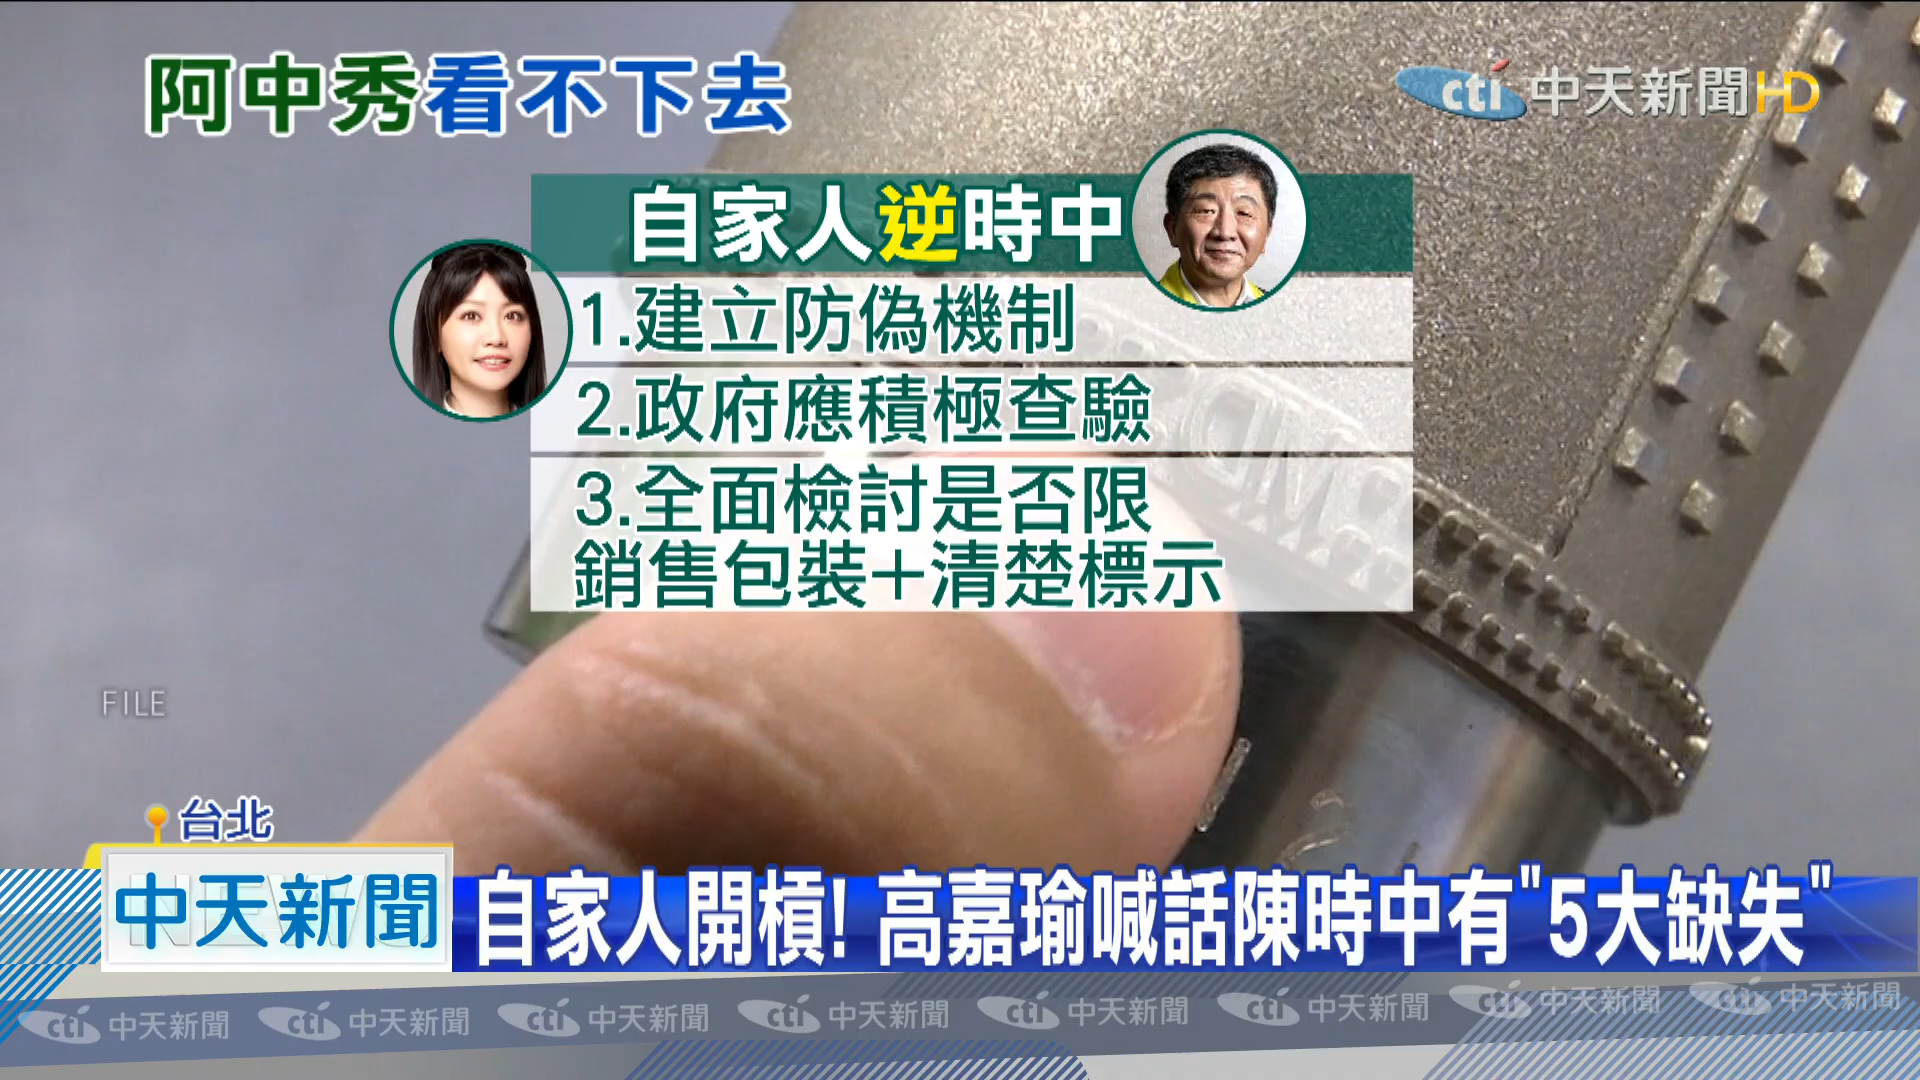 阿中秀看不下去
cti 中天新聞HD
自家人逆時中
1.建立防偽機制
2.政府應積極查驗
3.全面檢討是否限
銷售包裝+清楚標示
FILE
台北
中天新聞
自家人開槓! 高嘉瑜喊話陳時中有"5大缺失"
cti 中天新聞 cti 中天新聞 cti 中天新聞 cti 中天新聞 cti 中天新聞 cti 中天新聞 cti 中天新聞 cti 中天新聞